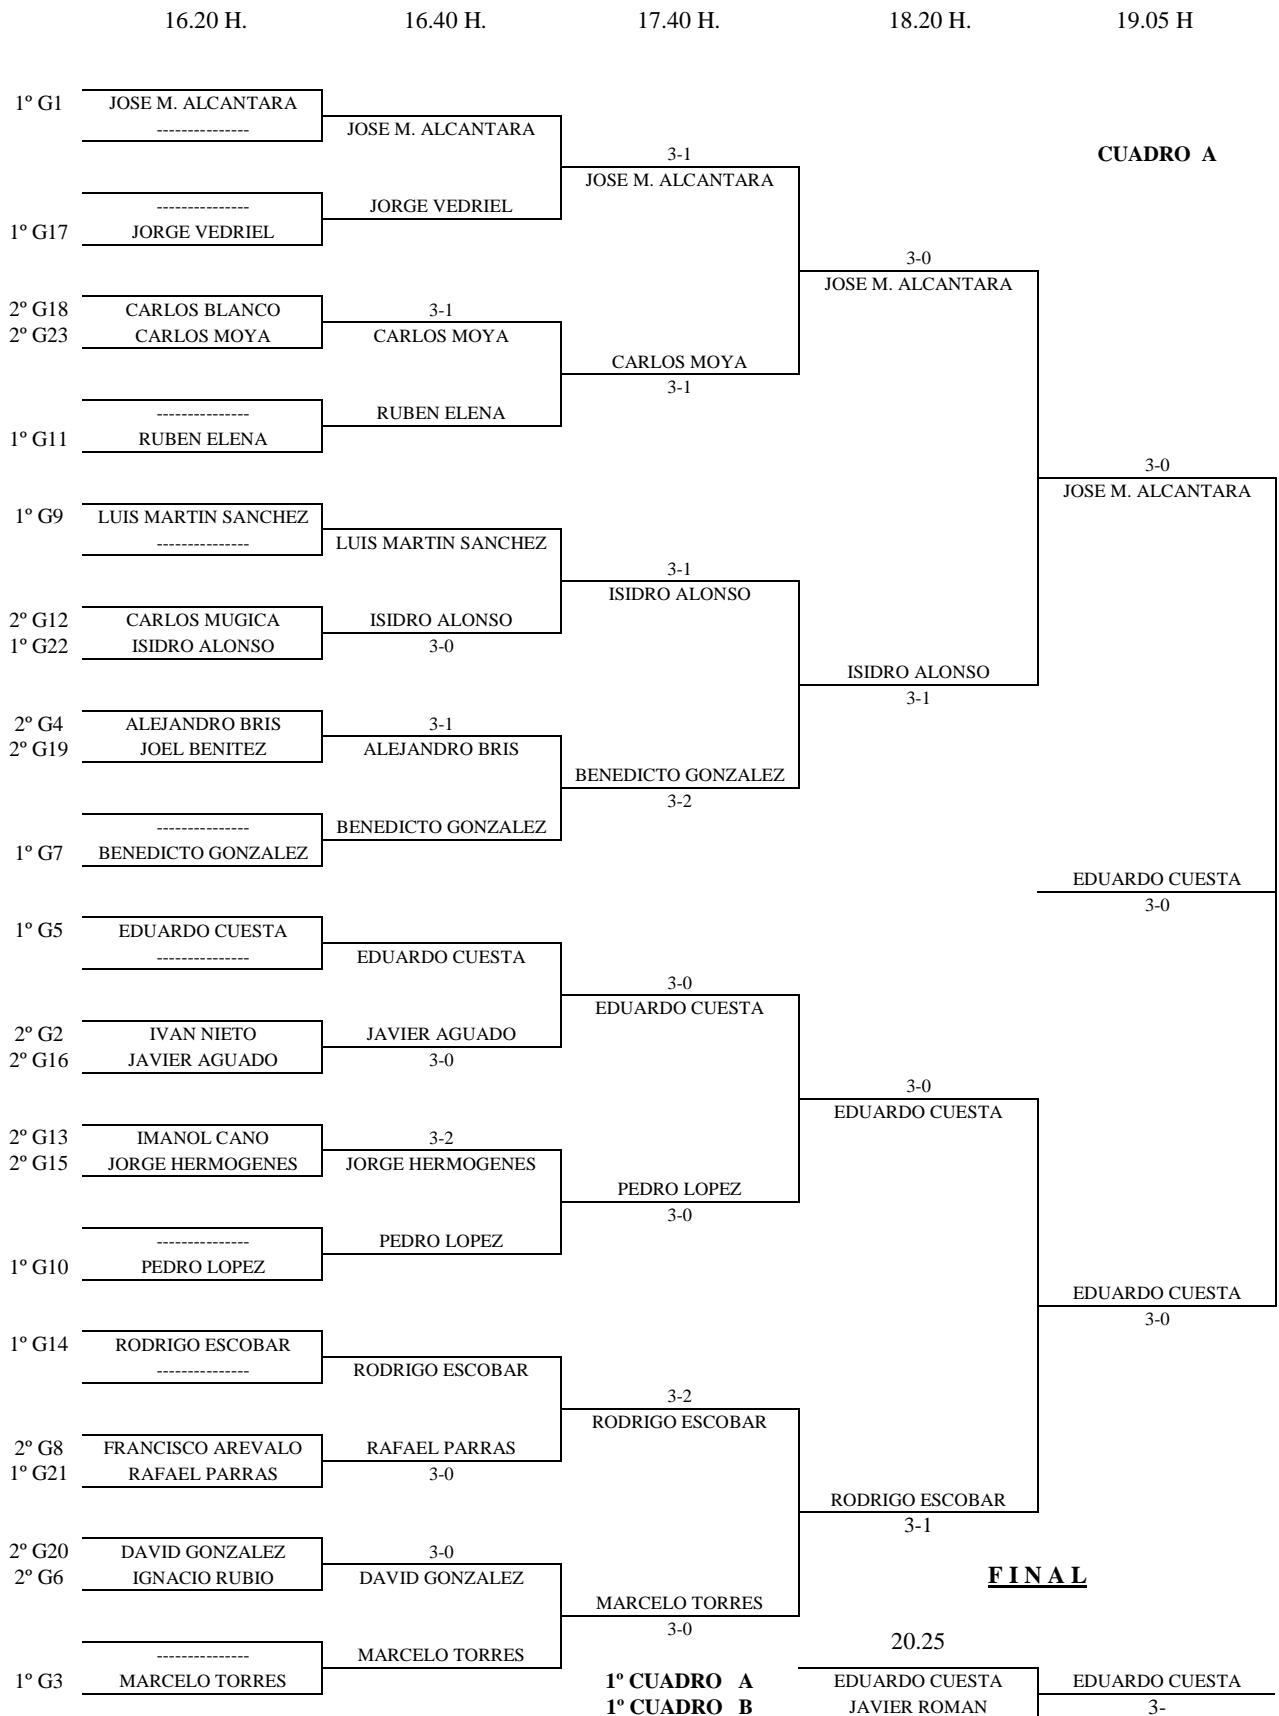 16.20 H. 16.40 H. 17.40 H. 18.20 H. 19.05 H
1º G1 JOSE M. ALCANTARA
--------------- JOSE M. ALCANTARA
3-1 CUADRO A
JOSE M. ALCANTARA
--------------- JORGE VEDRIEL
1º G17 JORGE VEDRIEL
3-0
JOSE M. ALCANTARA
2º G18 CARLOS BLANCO 3-1
2º G23 CARLOS MOYA CARLOS MOYA
CARLOS MOYA
3-1
--------------- RUBEN ELENA
1º G11 RUBEN ELENA
3-0
JOSE M. ALCANTARA
1º G9 LUIS MARTIN SANCHEZ
--------------- LUIS MARTIN SANCHEZ
3-1
ISIDRO ALONSO
2º G12 CARLOS MUGICA ISIDRO ALONSO
1º G22 ISIDRO ALONSO 3-0
ISIDRO ALONSO
3-1
2º G4 ALEJANDRO BRIS 3-1
2º G19 JOEL BENITEZ ALEJANDRO BRIS
BENEDICTO GONZALEZ
3-2
--------------- BENEDICTO GONZALEZ
1º G7 BENEDICTO GONZALEZ
EDUARDO CUESTA
3-0
1º G5 EDUARDO CUESTA
--------------- EDUARDO CUESTA
3-0
EDUARDO CUESTA
2º G2 IVAN NIETO JAVIER AGUADO
2º G16 JAVIER AGUADO 3-0
3-0
EDUARDO CUESTA
2º G13 IMANOL CANO 3-2
2º G15 JORGE HERMOGENES JORGE HERMOGENES
PEDRO LOPEZ
3-0
--------------- PEDRO LOPEZ
1º G10 PEDRO LOPEZ
EDUARDO CUESTA
3-0
1º G14 RODRIGO ESCOBAR
--------------- RODRIGO ESCOBAR
3-2
RODRIGO ESCOBAR
2º G8 FRANCISCO AREVALO RAFAEL PARRAS
1º G21 RAFAEL PARRAS 3-0
RODRIGO ESCOBAR
3-1
2º G20 DAVID GONZALEZ 3-0
2º G6 IGNACIO RUBIO DAVID GONZALEZ F I N A L
MARCELO TORRES
3-0
20.25
--------------- MARCELO TORRES
1º G3 MARCELO TORRES 1º CUADRO A EDUARDO CUESTA EDUARDO CUESTA
1º CUADRO B JAVIER ROMAN 3-